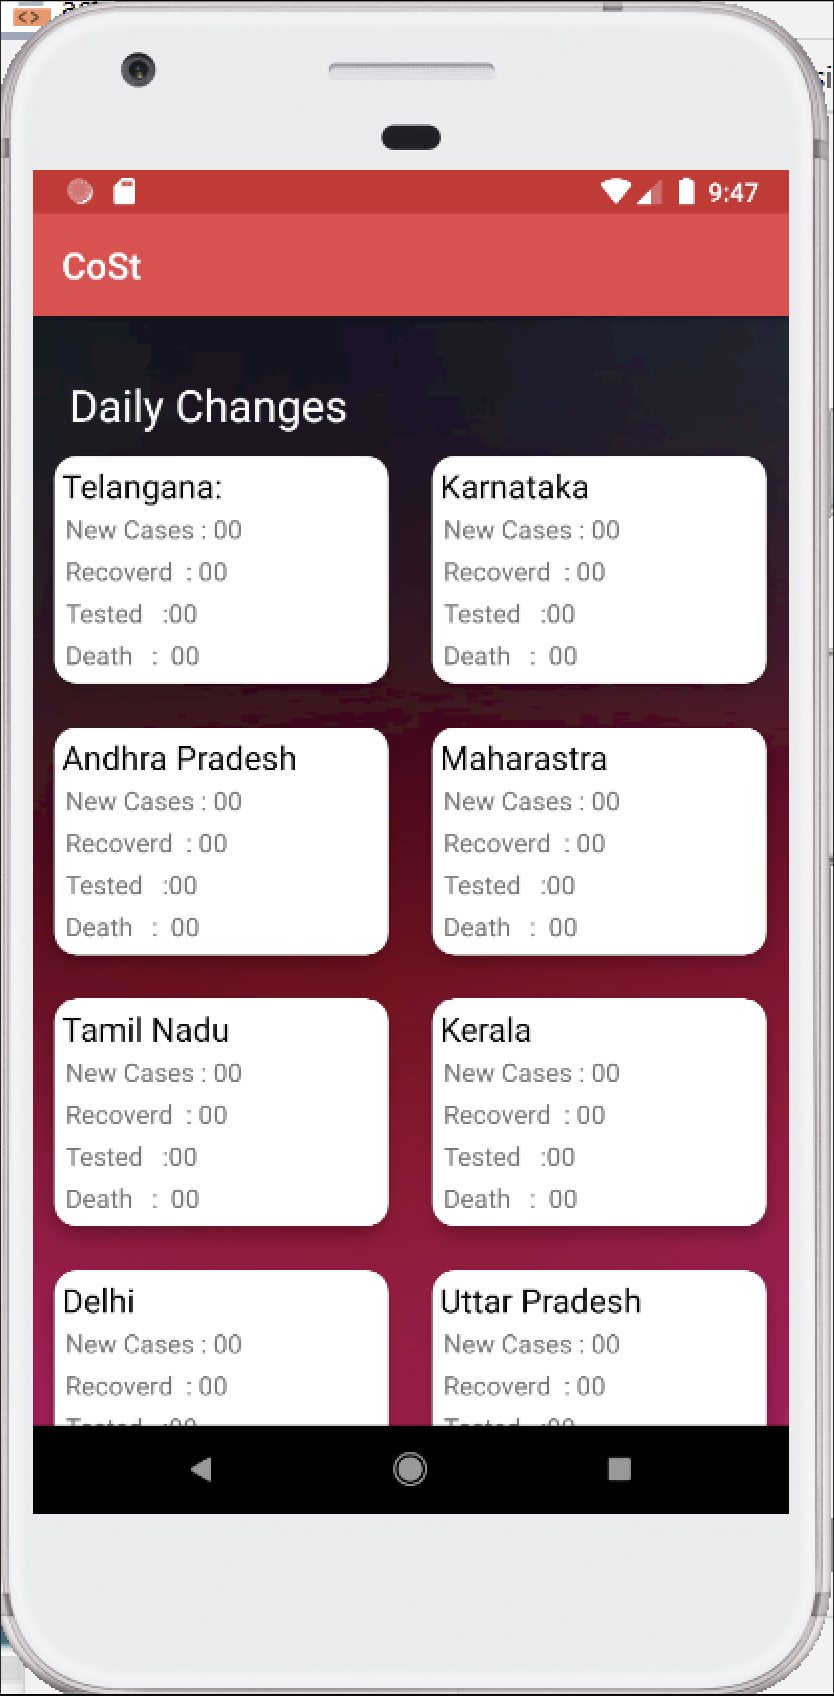 9:47
CoSt
Daily Changes
Telangana:
New Cases : 00
Recoverd : 00
Tested :00
Death : 00
Karnataka
New Cases : 00
Recoverd : 00
Tested :00
Death : 00
Andhra Pradesh
New Cases : 00
Recoverd : 00
Tested :00
Death : 00
Maharastra
New Cases : 00
Recoverd : 00
Tested :00
Death : 00
Tamil Nadu
New Cases : 00
Recoverd : 00
Tested :00
Death : 00
Kerala
New Cases : 00
Recoverd : 00
Tested :00
Death : 00
Delhi
New Cases : 00
Recoverd : 00
Tested :00
Uttar Pradesh
New Cases : 00
Recoverd : 00
Tested :00